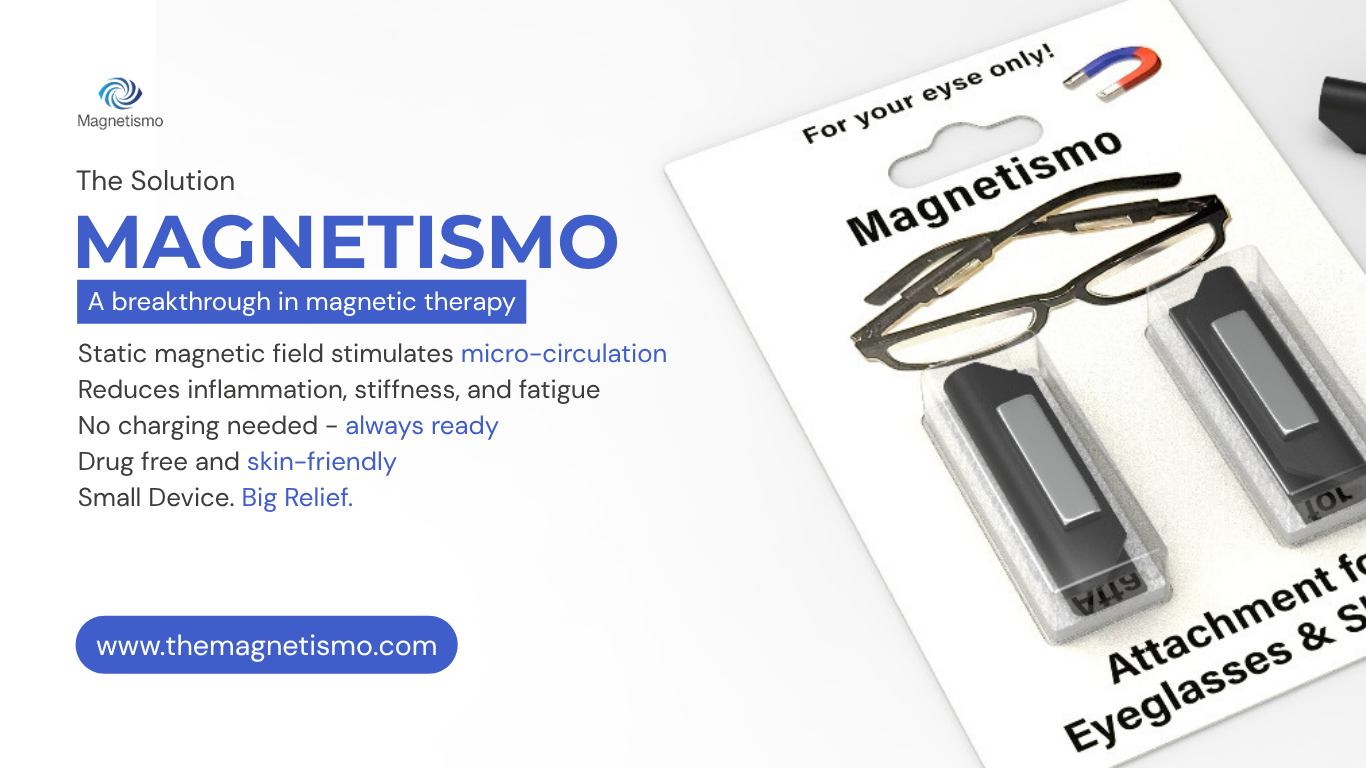 Magnetismo
The Solution
MAGNETISMO
A breakthrough in magnetic therapy
Static magnetic field stimulates micro-circulation
Reduces inflammation, stiffness, and fatigue
No charging needed - always ready
Drug free and skin-friendly
Small Device. Big Relief.
www.themagnetismo.com
For your eyse only!
Magnetismo
Attachment
Eyeglasses &